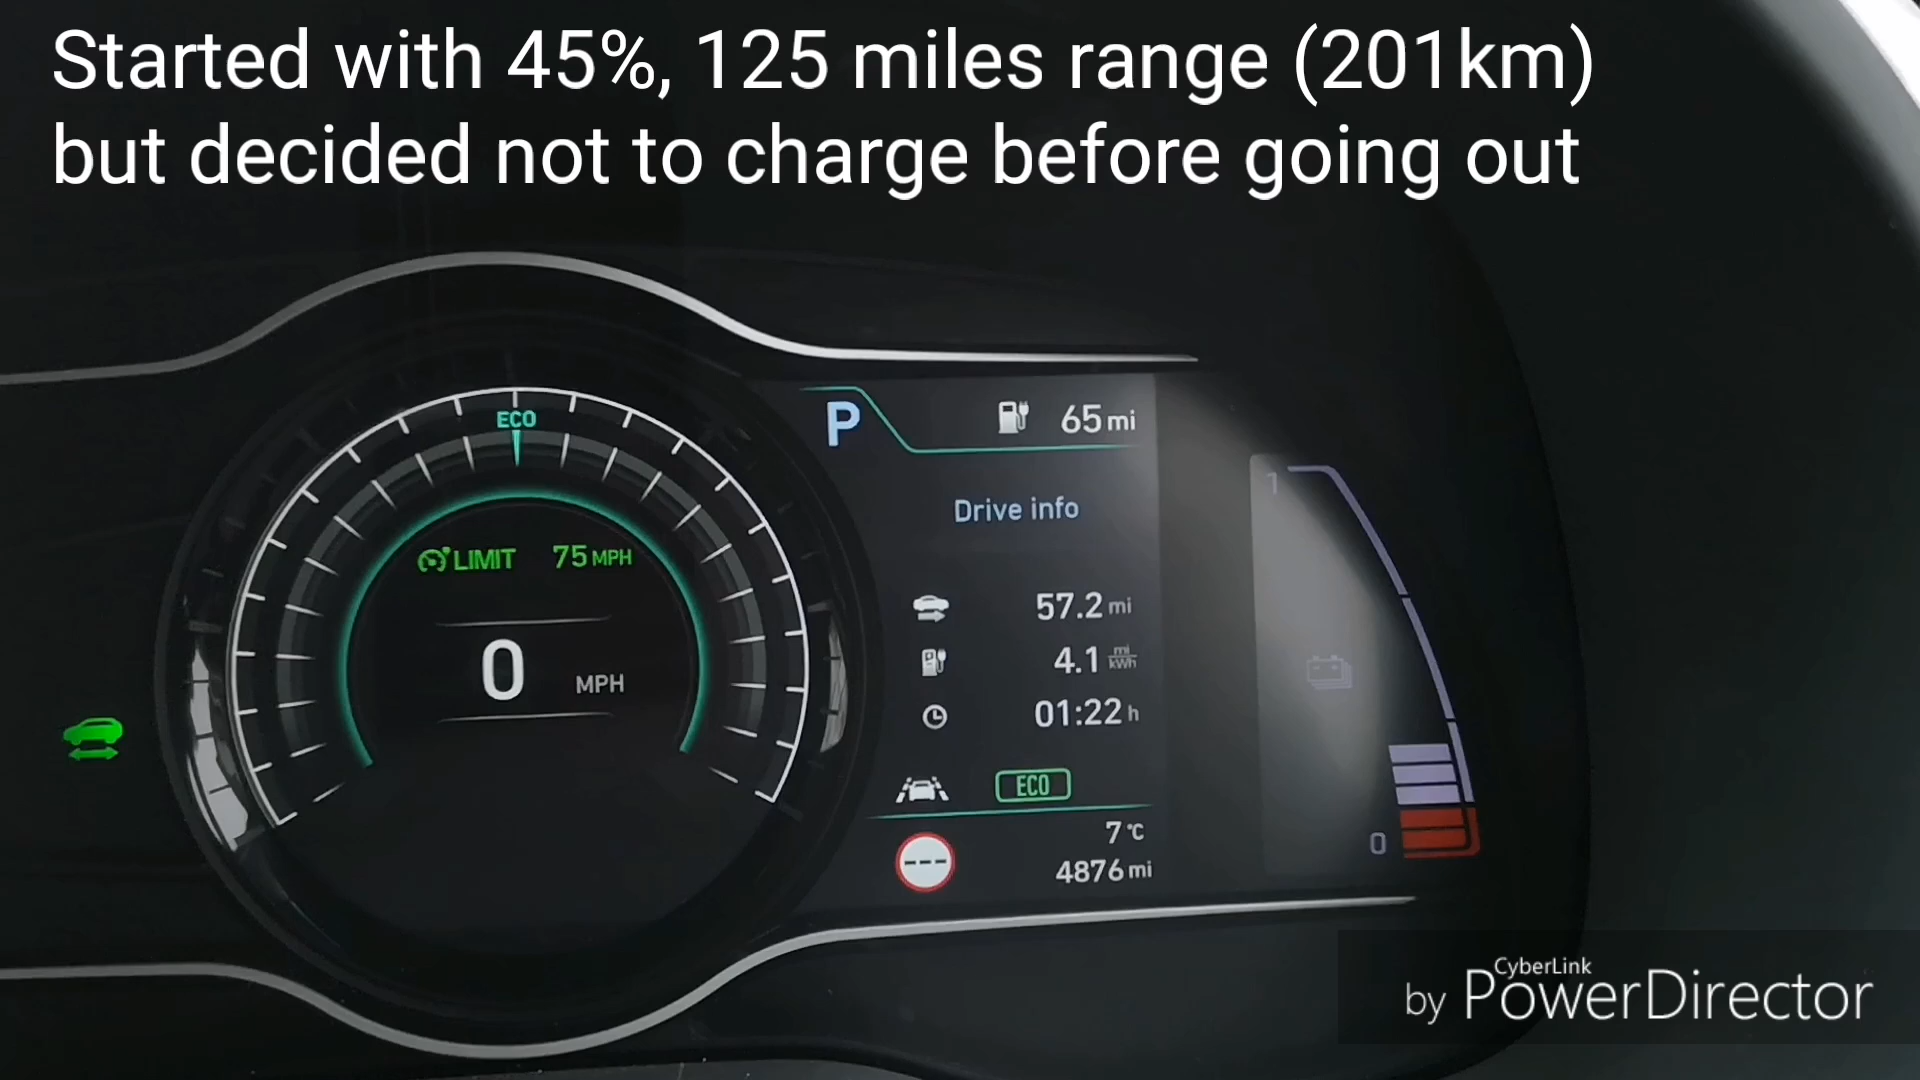 Started with 45%, 125 miles range (201km)
but decided not to charge before going out
ECO
P 65 mi
Drive info
LIMIT 75 MPH
57.2 mi
0 MPH
4.1 mi/kWh
01:22 h
ECO
7 °C
4876 mi
1
0
CyberLink
by PowerDirector